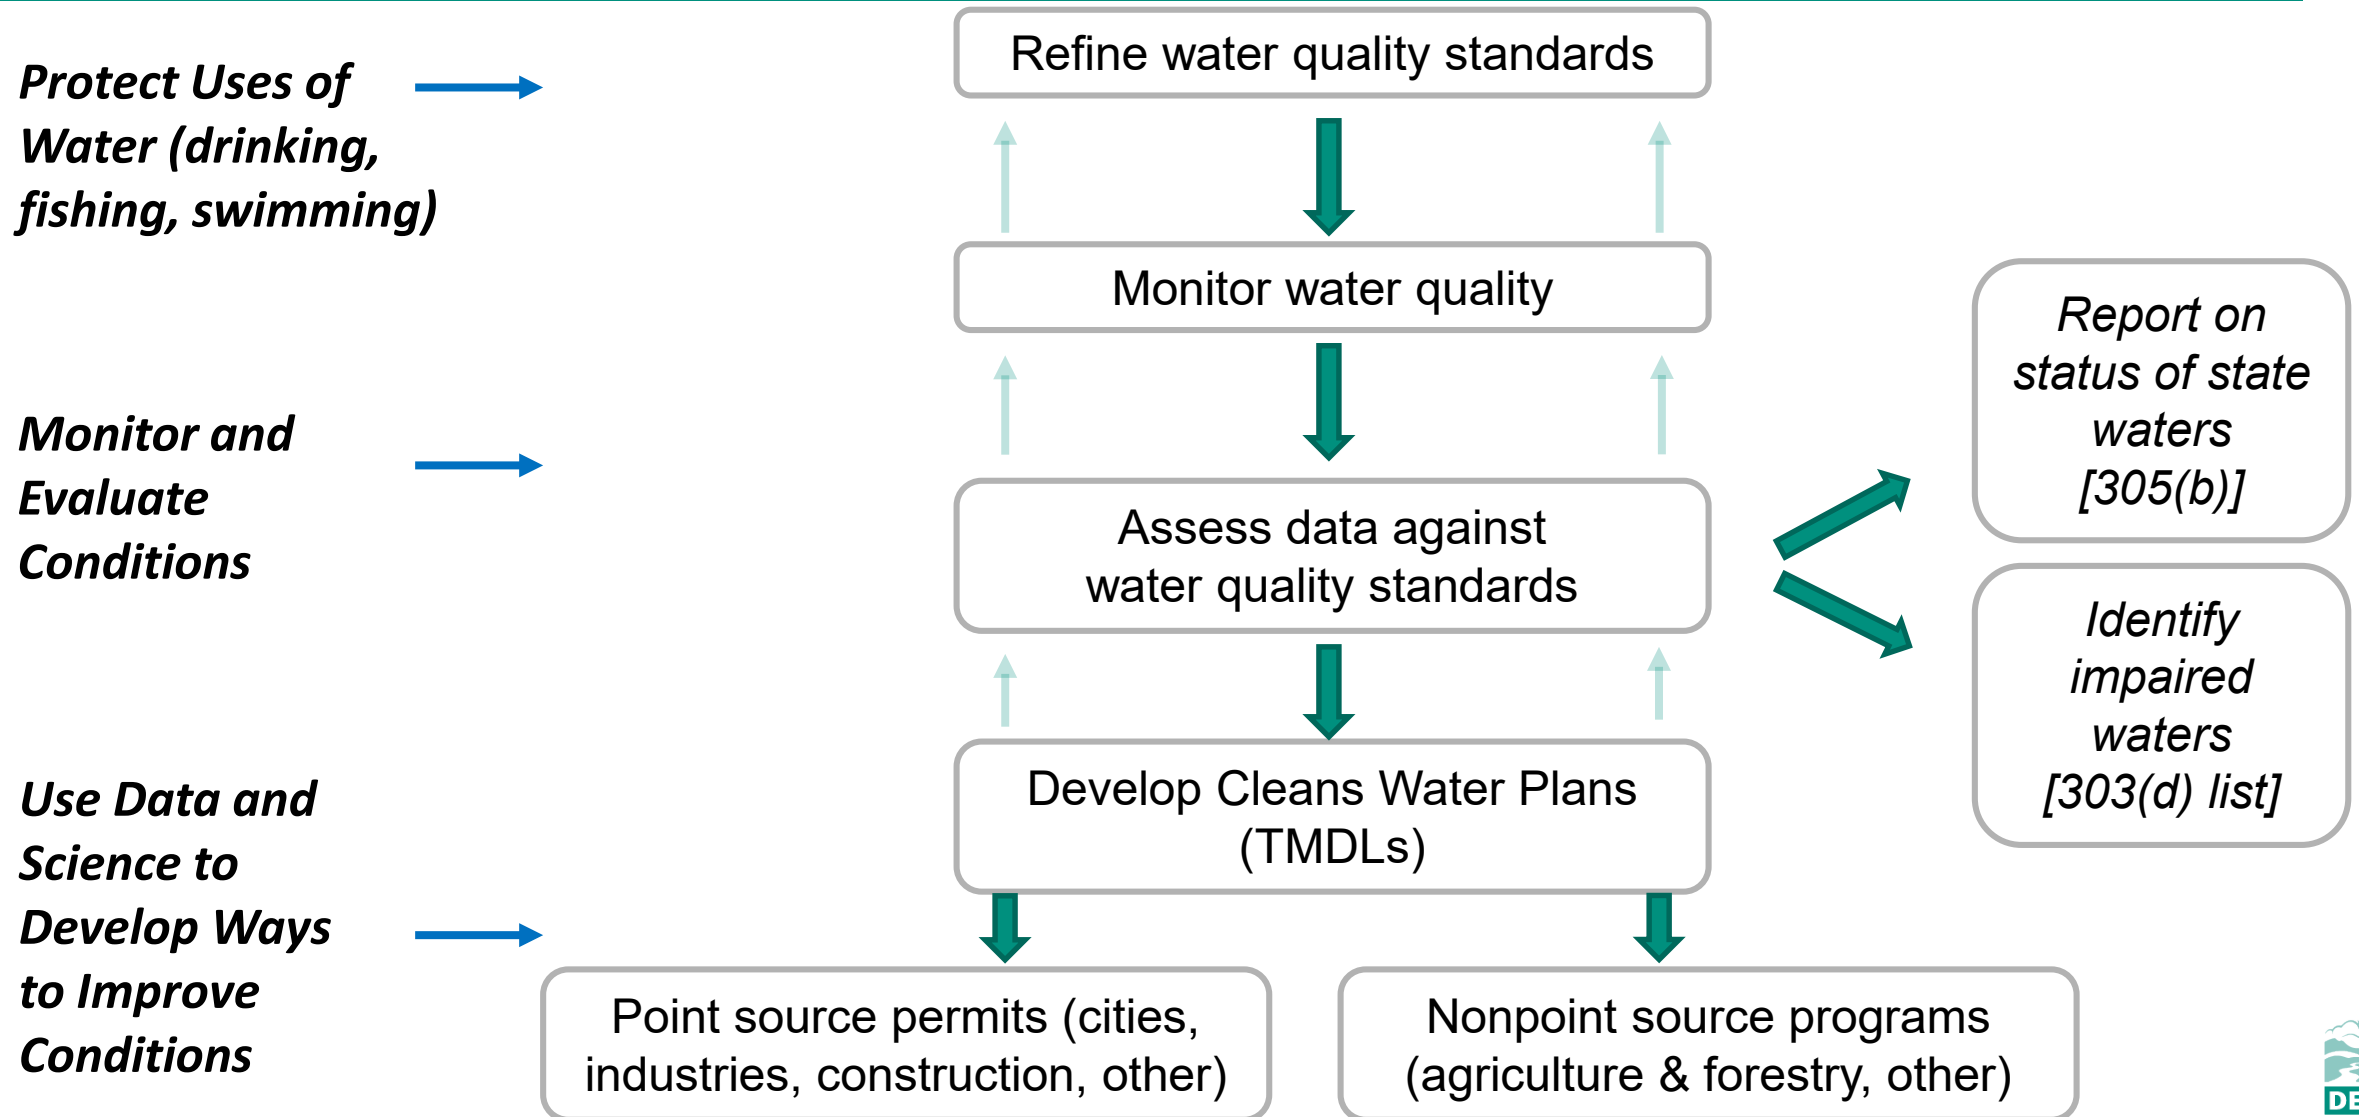 Protect Uses of
Water (drinking,
fishing, swimming)
Refine water quality standards
Monitor water quality
Monitor and
Evaluate
Conditions
Assess data against
water quality standards
Report on
status of state
waters
[305(b)]
Identify
impaired
waters
[303(d) list]
Use Data and
Science to
Develop Ways
to Improve
Conditions
Develop Cleans Water Plans
(TMDLs)
Point source permits (cities,
industries, construction, other)
Nonpoint source programs
(agriculture & forestry, other)
DE